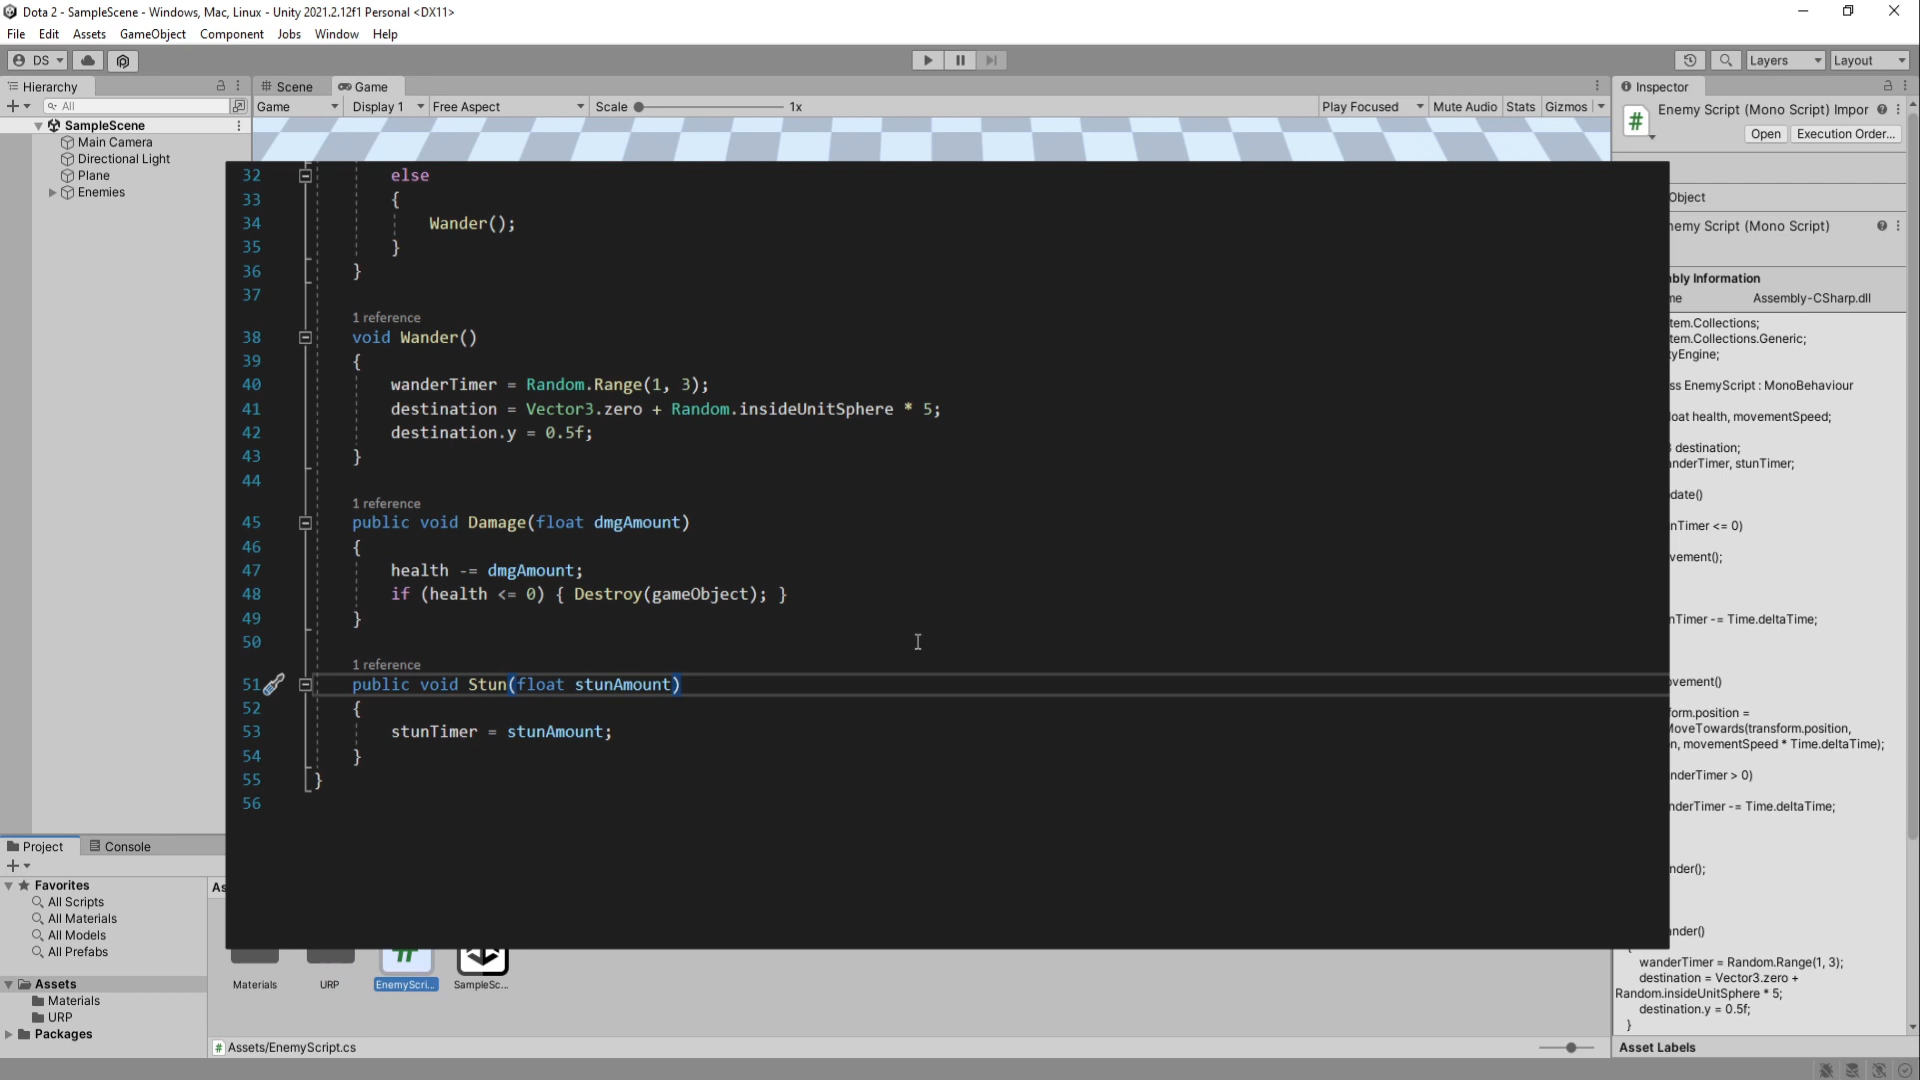 Dota 2 - SampleScene - Windows, Mac, Linux - Unity 2021.2.12f1 Personal <DX11>
File Edit Assets GameObject Component Jobs Window Help
DS Layers Layout
Hierarchy Scene Game Inspector
All Game Display 1 Free Aspect Scale 1x Play Focused Mute Audio Stats Gizmos
Enemy Script (Mono Script) Impor
Open Execution Order...
SampleScene
Main Camera
Directional Light
Plane
Enemies
32 else
33 {
34 Wander();
35 }
36 }
37
1 reference
38 void Wander()
39 {
40 wanderTimer = Random.Range(1, 3);
41 destination = Vector3.zero + Random.insideUnitSphere * 5;
42 destination.y = 0.5f;
43 }
44
1 reference
45 public void Damage(float dmgAmount)
46 {
47 health -= dmgAmount;
48 if (health <= 0) { Destroy(gameObject); }
49 }
50
1 reference
51 public void Stun(float stunAmount)
52 {
53 stunTimer = stunAmount;
54 }
55 }
56
Object
nemy Script (Mono Script)
bly Information
me Assembly-CSharp.dll
tem.Collections;
tem.Collections.Generic;
tyEngine;
ss EnemyScript : MonoBehaviour
loat health, movementSpeed;
3 destination;
anderTimer, stunTimer;
date()
nTimer <= 0)
vement();
nTimer -= Time.deltaTime;
ovement()
form.position =
MoveTowards(transform.position,
n, movementSpeed * Time.deltaTime);
nderTimer > 0)
nderTimer -= Time.deltaTime;
nder();
ander()
{
wanderTimer = Random.Range(1, 3);
destination = Vector3.zero +
Random.insideUnitSphere * 5;
destination.y = 0.5f;
}
Asset Labels
Project Console
Favorites
All Scripts
All Materials
All Models
All Prefabs
Assets
Materials
URP
Packages
As
Materials URP EnemyScri... SampleSc...
Assets/EnemyScript.cs